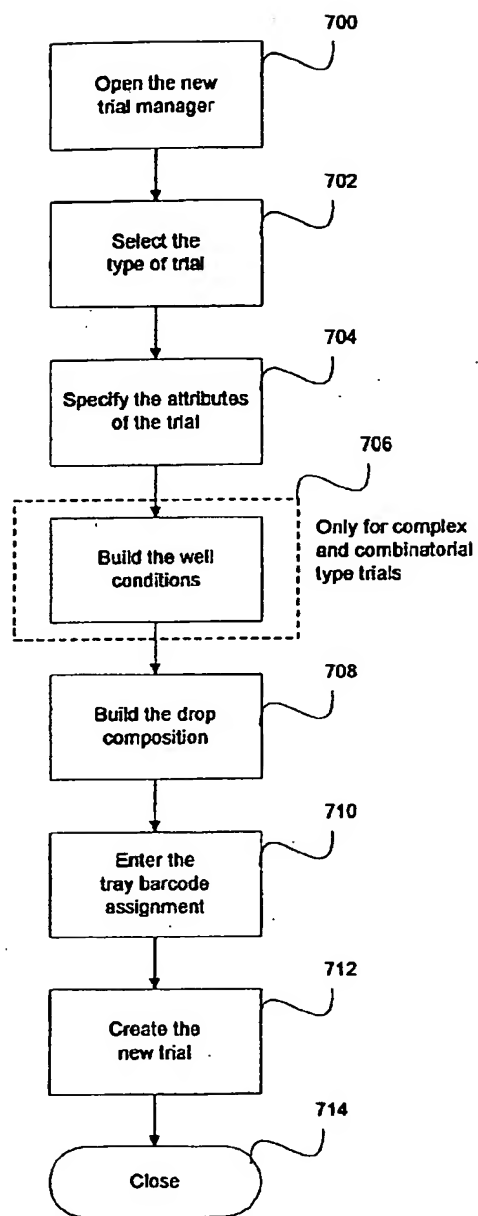 700
Open the new
trial manager
702
Select the
type of trial
704
Specify the attributes
of the trial
706
Only for complex
and combinatorial
type trials
Build the well
conditions
708
Build the drop
composition
710
Enter the
tray barcode
assignment
712
Create the
new trial
714
Close